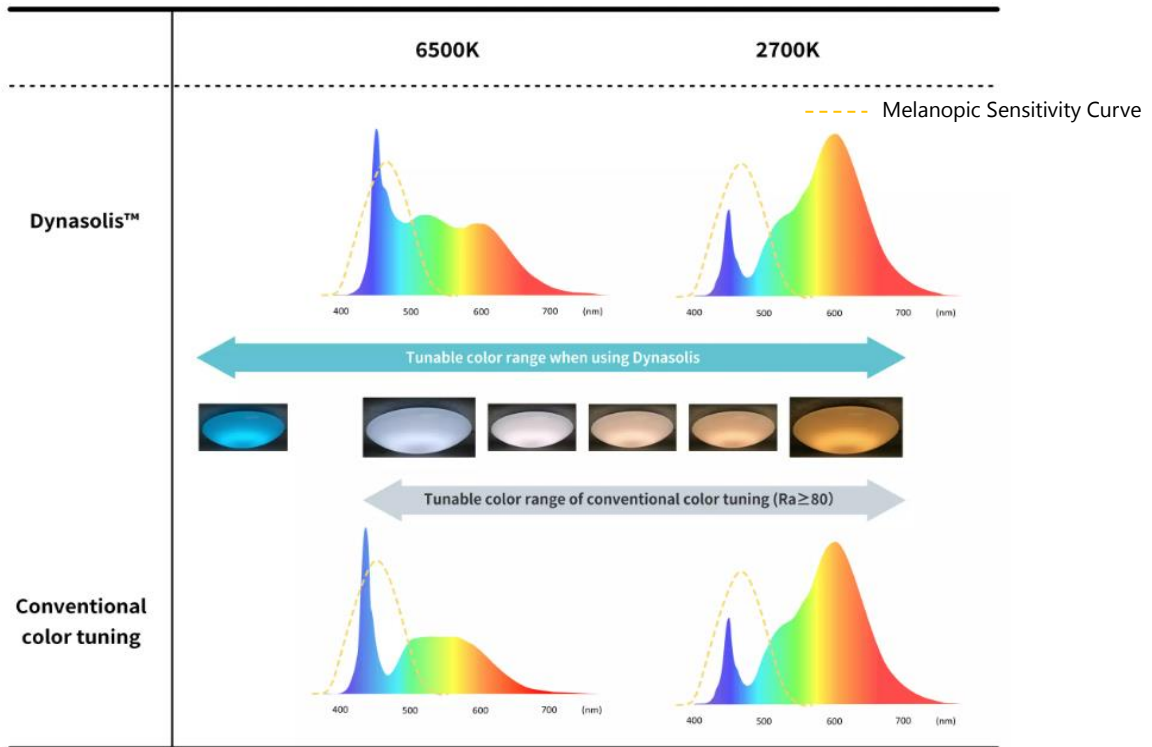 6500K
2700K
Melanopic Sensitivity Curve
Dynasolis™
400 500 600 700 (nm)
400 500 600 700 (nm)
Tunable color range when using Dynasolis
Tunable color range of conventional color tuning (Ra≧80)
Conventional
color tuning
400 500 600 700 (nm)
400 500 600 700 (nm)